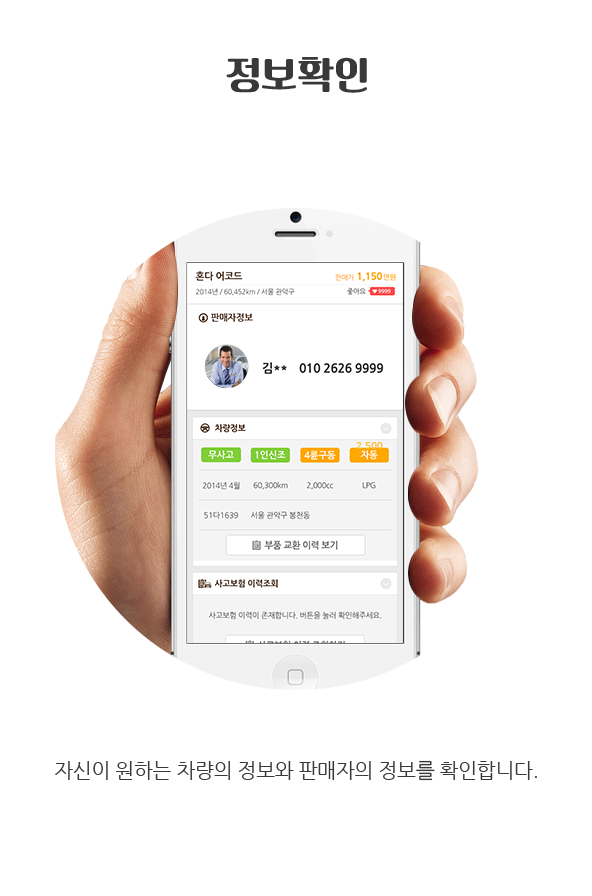 정보확인
혼다 어코드 판매가 1,150만원
2014년 / 60,452km / 서울 관악구 좋아요 ♥9999
판매자정보
김** 010 2626 9999
차량정보
2,500
무사고 1인신조 4륜구동 자동
2014년 4월 60,300km 2,000cc LPG
51다1639 서울 관악구 봉천동
부품 교환 이력 보기
사고보험 이력조회
사고보험 이력이 존재합니다. 버튼을 눌러 확인해주세요.
자신이 원하는 차량의 정보와 판매자의 정보를 확인합니다.